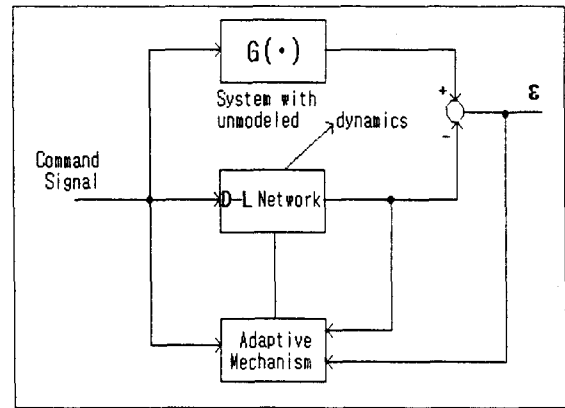 G(·)
System with
unmodeled
dynamics
+
-
ε
Command
Signal
D-L Network
Adaptive
Mechanism